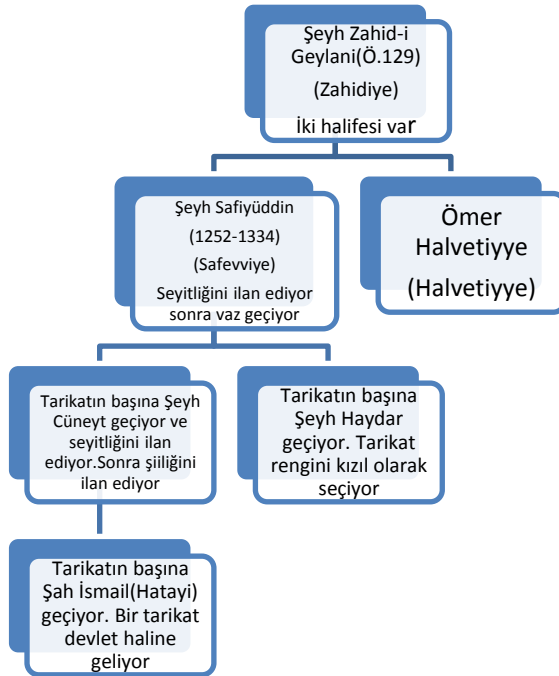 Şeyh Zahid-i
Geylani(Ö.129)
(Zahidiye)
İki halifesi var
Şeyh Safiyüddin
(1252-1334)
(Safevviye)
Seyitliğini ilan ediyor
sonra vaz geçiyor
Ömer
Halvetiyye
(Halvetiyye)
Tarikatın başına Şeyh
Cüneyt geçiyor ve
seyitliğini ilan
ediyor.Sonra şiiliğini
ilan ediyor
Tarikatın başına
Şeyh Haydar
geçiyor. Tarikat
rengini kızıl olarak
seçiyor
Tarikatın başına
Şah İsmail(Hatayi)
geçiyor. Bir tarikat
devlet haline
geliyor